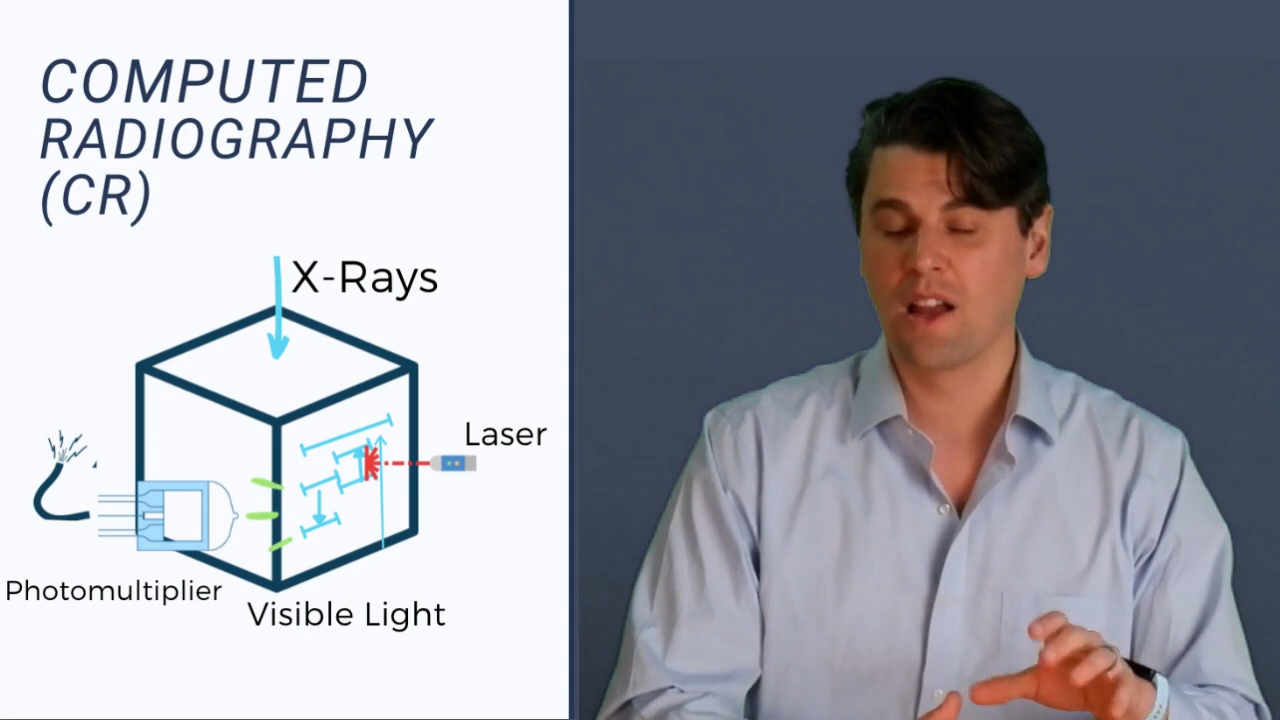 COMPUTED
RADIOGRAPHY
(CR)
X-Rays
Laser
Photomultiplier
Visible Light